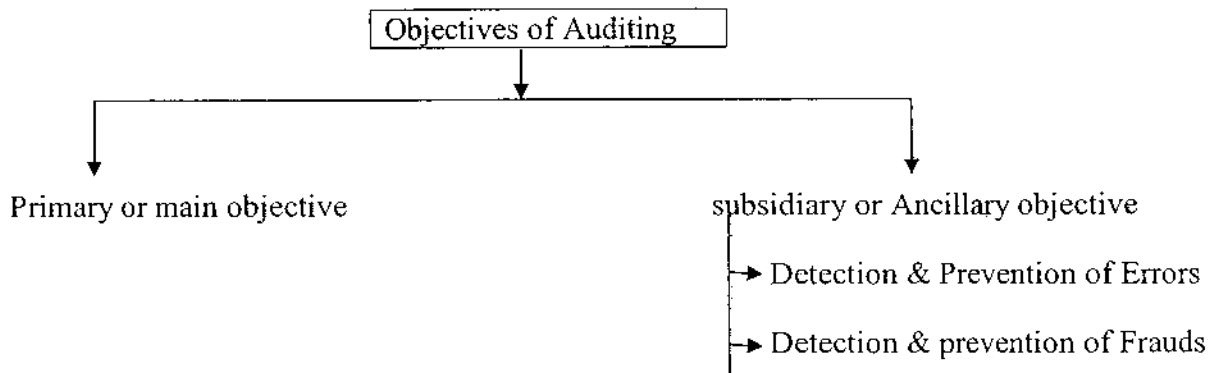 Objectives of Auditing
Primary or main objective
subsidiary or Ancillary objective
Detection & Prevention of Errors
Detection & prevention of Frauds